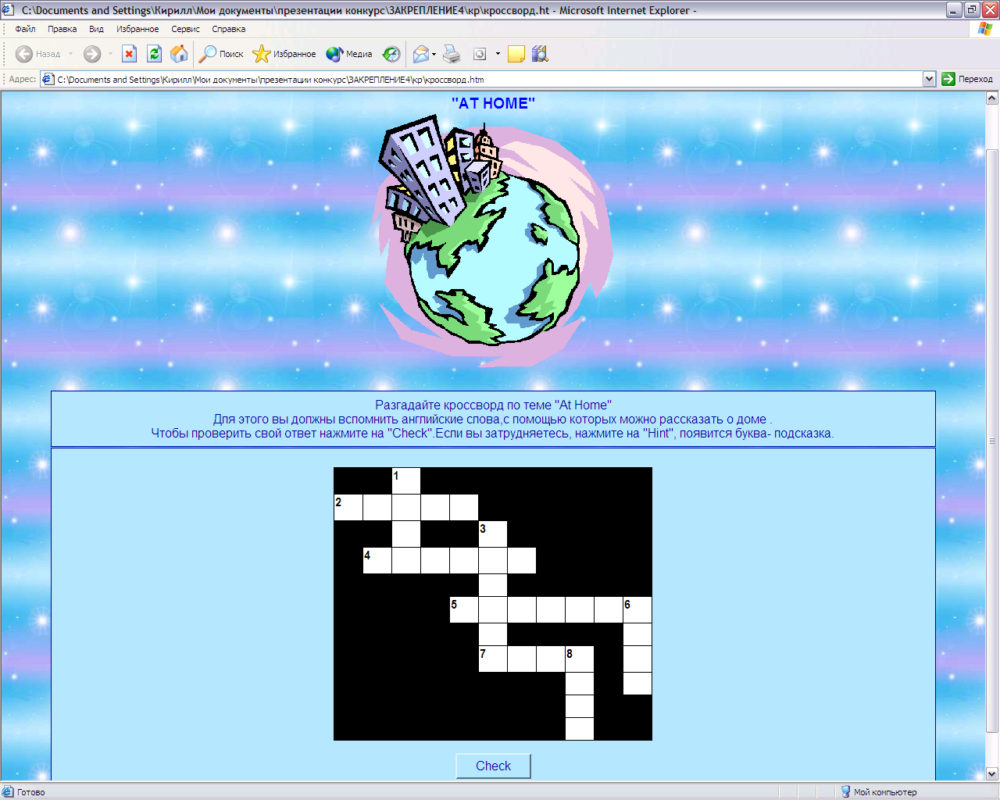 C:\Documents and Settings\Кирилл\Мои документы\презентации конкурс\ЗАКРЕПЛЕНИЕ4\кр\кроссворд.ht - Microsoft Internet Explorer -
Файл Правка Вид Избранное Сервис Справка
Назад Поиск Избранное Медиа
Адрес: C:\Documents and Settings\Кирилл\Мои документы\презентации конкурс\ЗАКРЕПЛЕНИЕ4\кр\кроссворд.htm Переход
"AT HOME"
Разгадайте кроссворд по теме "At Home"
Для этого вы должны вспомнить английские слова,с помощью которых можно рассказать о доме .
Чтобы проверить свой ответ нажмите на "Check".Если вы затрудняетесь, нажмите на "Hint", появится буква- подсказка.
1
2
3
4
5 6
7 8
Check
Готово Мой компьютер